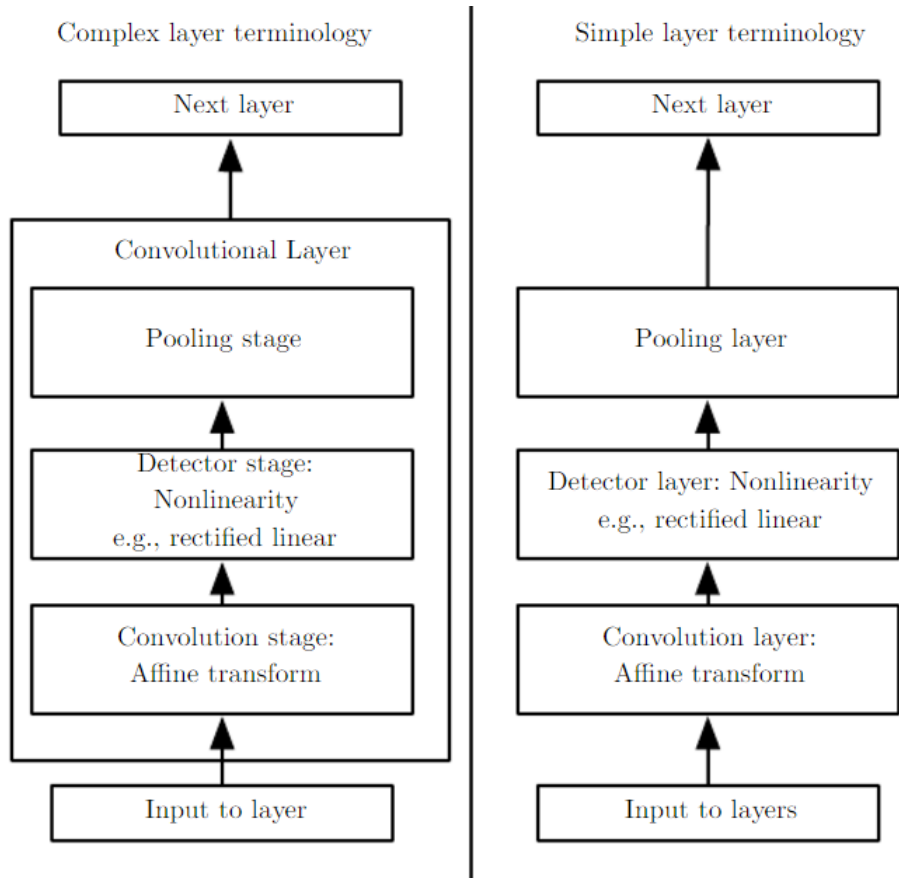 Complex layer terminology
Next layer
Convolutional Layer
Pooling stage
Detector stage:
Nonlinearity
e.g., rectified linear
Convolution stage:
Affine transform
Input to layer
Simple layer terminology
Next layer
Pooling layer
Detector layer: Nonlinearity
e.g., rectified linear
Convolution layer:
Affine transform
Input to layers